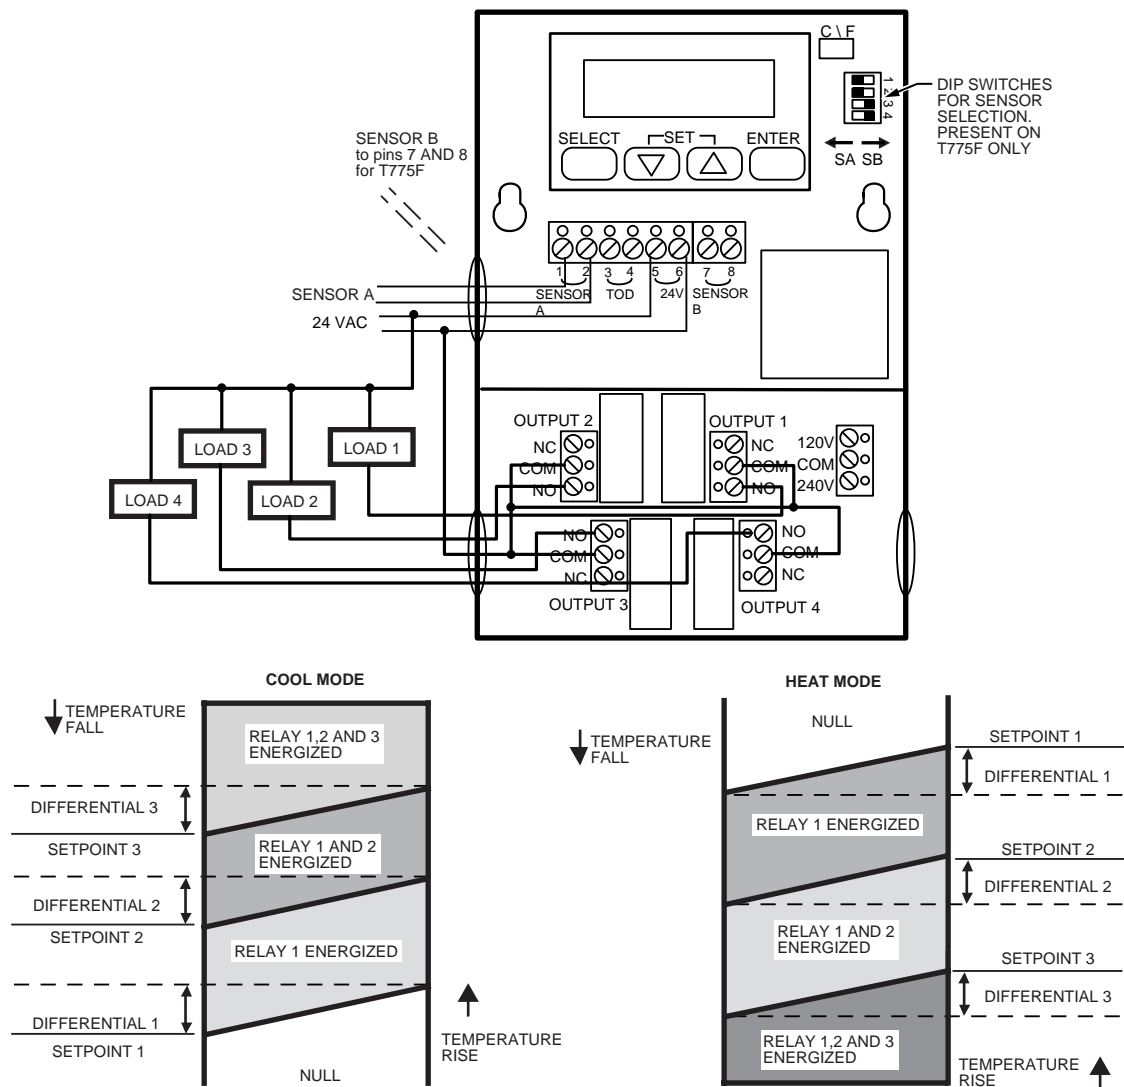 C \ F
1
2
3
4
DIP SWITCHES
FOR SENSOR
SELECTION.
PRESENT ON
T775F ONLY
SA SB
SELECT
SET
ENTER
SENSOR B
to pins 7 AND 8
for T775F
1 2 3 4 5 6 7 8
SENSOR A
TOD
24V
SENSOR B
SENSOR A
24 VAC
LOAD 3
LOAD 1
LOAD 4
LOAD 2
OUTPUT 2
NC
COM
NO
OUTPUT 1
NC
COM
NO
120V
COM
240V
NO
COM
NC
OUTPUT 3
NO
COM
NC
OUTPUT 4
COOL MODE
TEMPERATURE
FALL
RELAY 1,2 AND 3
ENERGIZED
DIFFERENTIAL 3
SETPOINT 3
RELAY 1 AND 2
ENERGIZED
DIFFERENTIAL 2
SETPOINT 2
RELAY 1 ENERGIZED
DIFFERENTIAL 1
SETPOINT 1
TEMPERATURE
RISE
NULL
HEAT MODE
NULL
TEMPERATURE
FALL
SETPOINT 1
DIFFERENTIAL 1
RELAY 1 ENERGIZED
SETPOINT 2
DIFFERENTIAL 2
RELAY 1 AND 2
ENERGIZED
SETPOINT 3
DIFFERENTIAL 3
RELAY 1,2 AND 3
ENERGIZED
TEMPERATURE
RISE